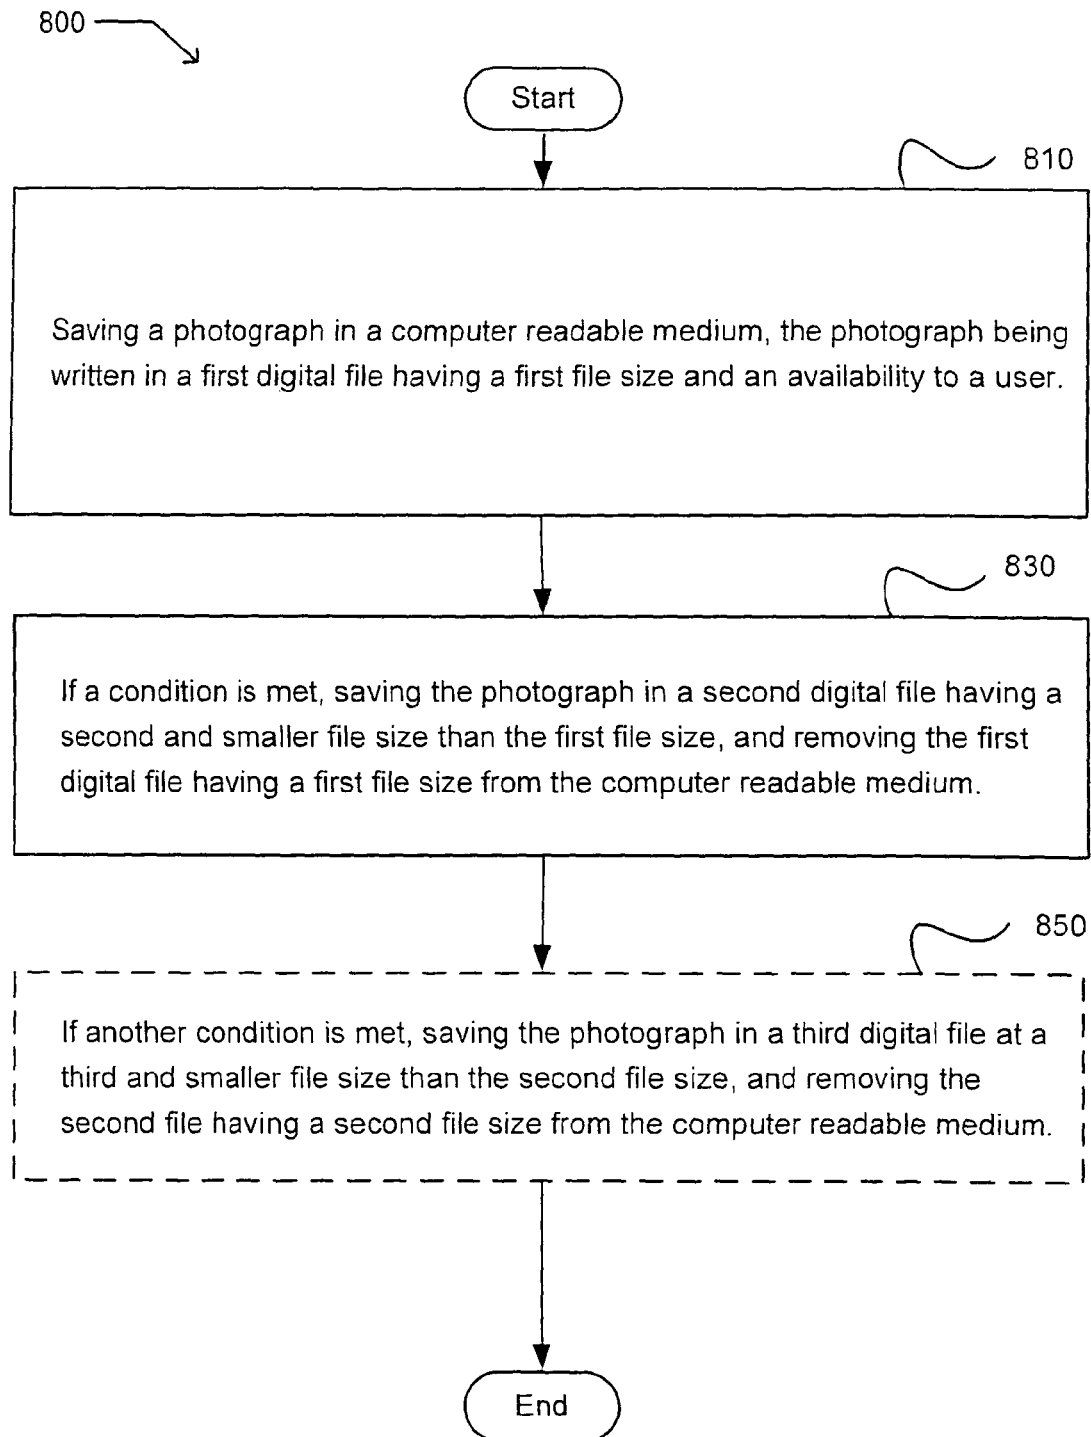 800
Start
810
Saving a photograph in a computer readable medium, the photograph being
written in a first digital file having a first file size and an availability to a user.
830
If a condition is met, saving the photograph in a second digital file having a
second and smaller file size than the first file size, and removing the first
digital file having a first file size from the computer readable medium.
850
If another condition is met, saving the photograph in a third digital file at a
third and smaller file size than the second file size, and removing the
second file having a second file size from the computer readable medium.
End